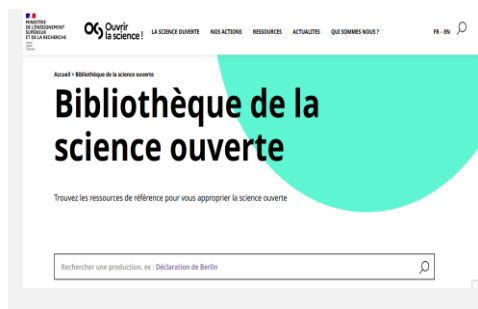 MINISTÈRE
DE L'ENSEIGNEMENT
SUPÉRIEUR
ET DE LA RECHERCHE
Ouvrir
la science !
LA SCIENCE OUVERTE NOS ACTIONS RESSOURCES ACTUALITES QUI SOMMES NOUS ? FR - EN
Accueil > Bibliothèque de la science ouverte
Bibliothèque de la
science ouverte
Trouvez les ressources de référence pour vous approprier la science ouverte
Rechercher une production, ex : Déclaration de Berlin